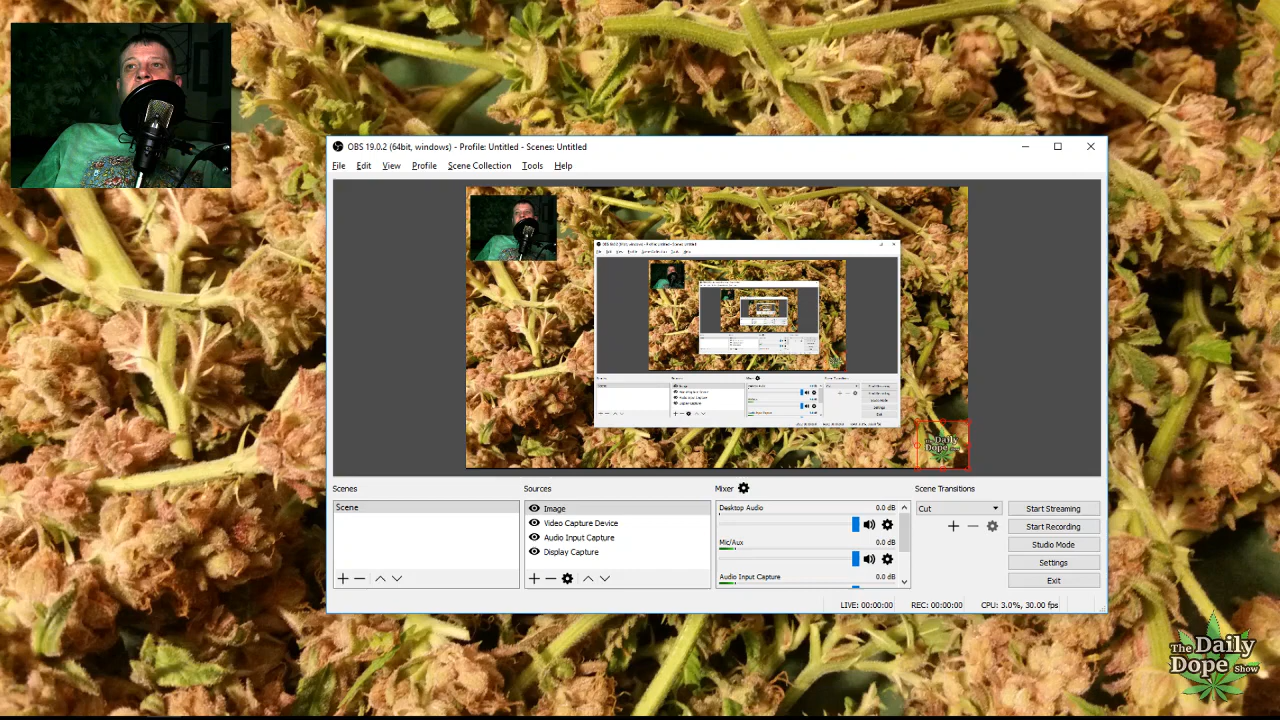 OBS 19.0.2 (64bit, windows) - Profile: Untitled - Scenes: Untitled
File Edit View Profile Scene Collection Tools Help
The Daily
Dope
Scenes
Scene
Sources
Image
Video Capture Device
Audio Input Capture
Display Capture
Mixer
Desktop Audio 0.0 dB
Mic/Aux 0.0 dB
Audio Input Capture 0.0 dB
Scene Transitions
Cut
Start Streaming
Start Recording
Studio Mode
Settings
Exit
LIVE: 00:00:00 REC: 00:00:00 CPU: 3.0%, 30.00 fps
The Daily
Dope Show